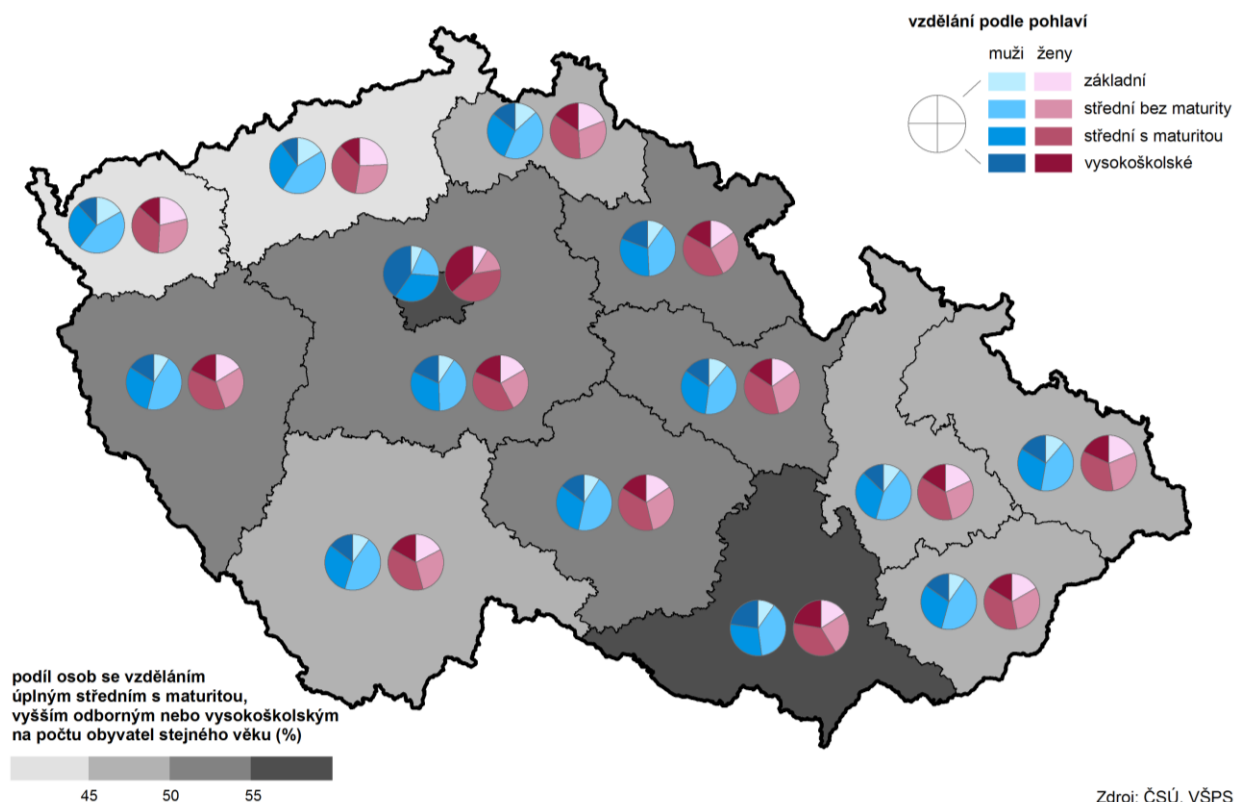 vzdělání podle pohlaví
muži ženy
základní
střední bez maturity
střední s maturitou
vysokoškolské
podíl osob se vzděláním
úplným středním s maturitou,
vyšším odborným nebo vysokoškolským
na počtu obyvatel stejného věku (%)
45 50 55
Zdroj: ČSÚ, VŠPS